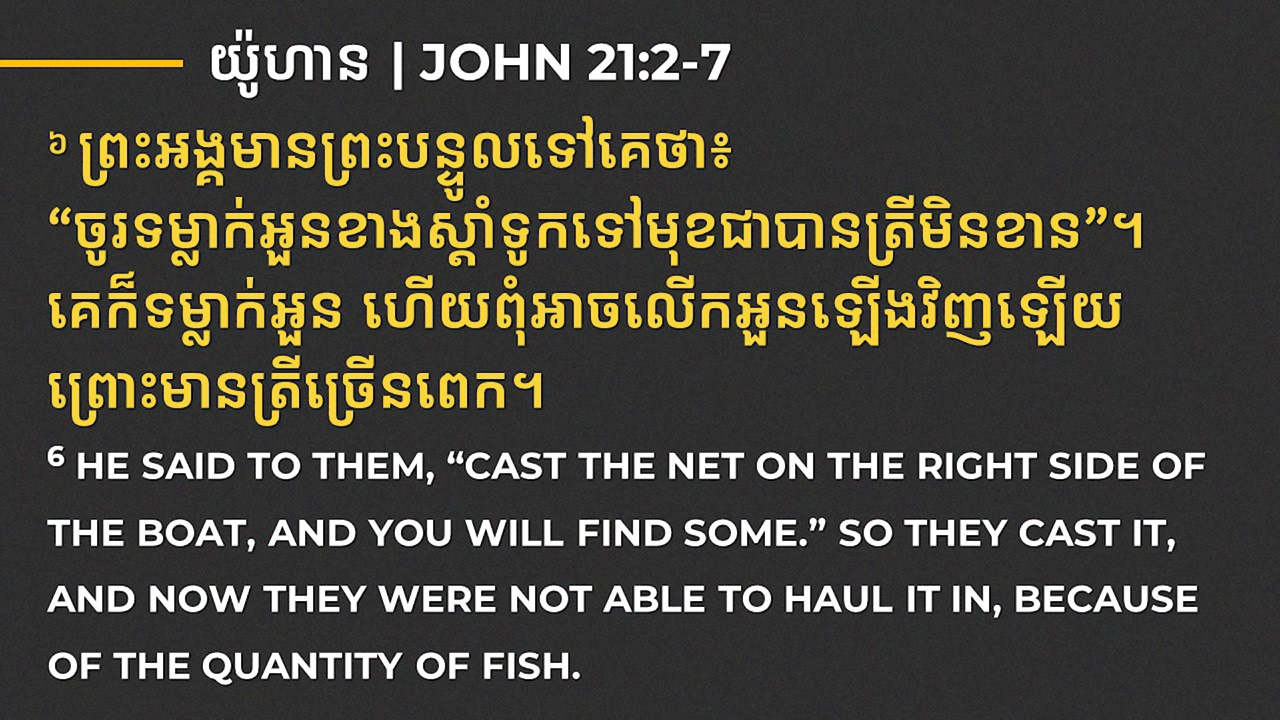 យ៉ូហាន | JOHN 21:2-7
៦ ព្រះអង្គមានព្រះបន្ទូលទៅគេថា៖
“ចូរទម្លាក់អួនខាងស្ដាំទូកទៅមុខជាបានត្រីមិនខាន”។
គេក៏ទម្លាក់អួន ហើយពុំអាចលើកអួនឡើងវិញឡើយ
ព្រោះមានត្រីច្រើនពេក។
6 HE SAID TO THEM, “CAST THE NET ON THE RIGHT SIDE OF
THE BOAT, AND YOU WILL FIND SOME.” SO THEY CAST IT,
AND NOW THEY WERE NOT ABLE TO HAUL IT IN, BECAUSE
OF THE QUANTITY OF FISH.